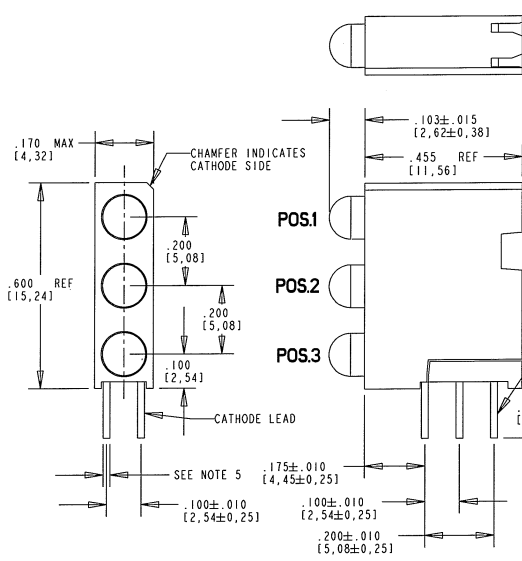 .103±.015
[2,62±0,38]
.170 MAX
[4,32]
CHAMFER INDICATES
CATHODE SIDE
.455 REF
[11,56]
POS.1
.200
[5,08]
.600 REF
[15,24]
POS.2
.200
[5,08]
POS.3
.100
[2,54]
CATHODE LEAD
[
SEE NOTE 5
.175±.010
[4,45±0,25]
.100±.010
[2,54±0,25]
.100±.010
[2,54±0,25]
.200±.010
[5,08±0,25]